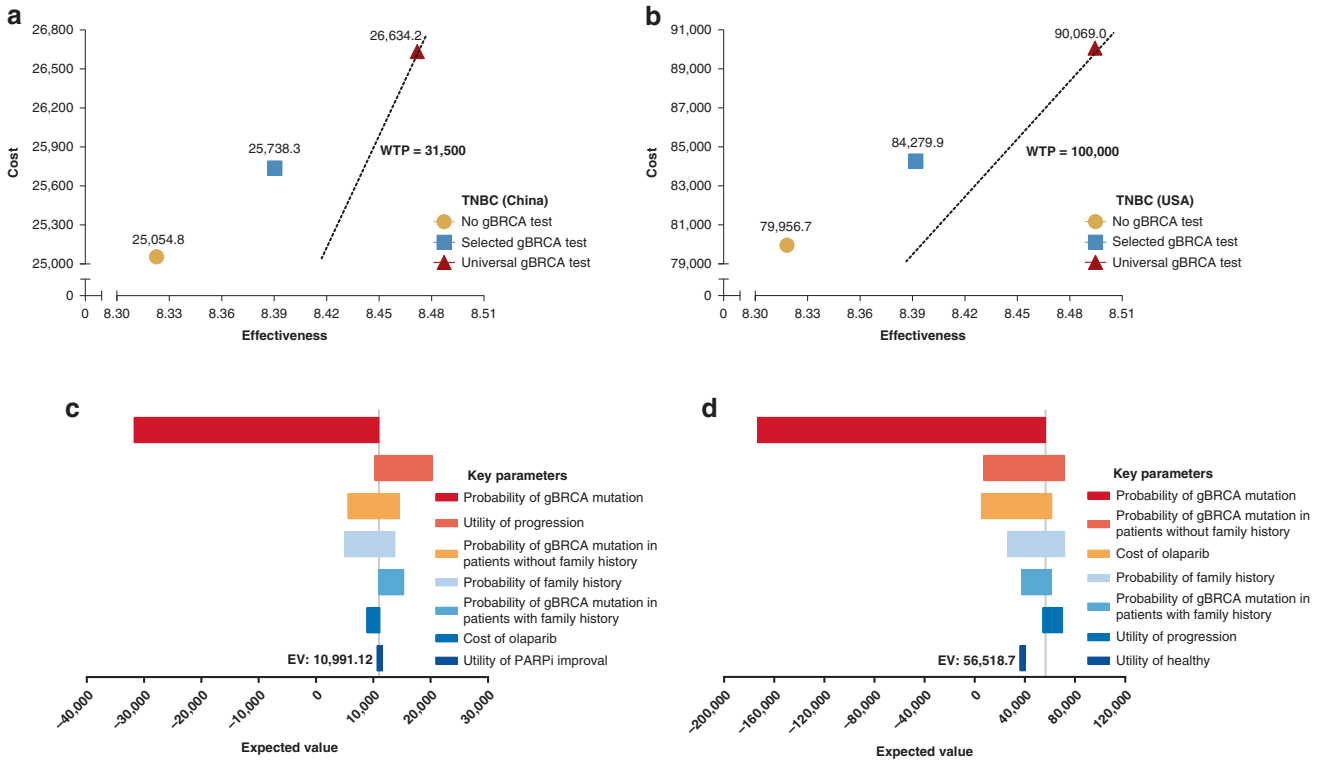 a
26,800
26,500
26,200
25,900
25,600
25,300
25,000
0
Cost
26,634.2
25,738.3
25,054.8
WTP = 31,500
TNBC (China)
No gBRCA test
Selected gBRCA test
Universal gBRCA test
0 8.30 8.33 8.36 8.39 8.42 8.45 8.48 8.51
Effectiveness
b
91,000
89,000
87,000
85,000
83,000
81,000
79,000
0
Cost
90,069.0
84,279.9
79,956.7
WTP = 100,000
TNBC (USA)
No gBRCA test
Selected gBRCA test
Universal gBRCA test
0 8.30 8.33 8.36 8.39 8.42 8.45 8.48 8.51
Effectiveness
c
Key parameters
Probability of gBRCA mutation
Utility of progression
Probability of gBRCA mutation in
patients without family history
Probability of family history
Probability of gBRCA mutation in
patients with family history
Cost of olaparib
Utility of PARPi improval
EV: 10,991.12
–40,000 –30,000 –20,000 –10,000 0 10,000 20,000 30,000
Expected value
d
Key parameters
Probability of gBRCA mutation
Probability of gBRCA mutation in
patients without family history
Cost of olaparib
Probability of family history
Probability of gBRCA mutation in
patients with family history
Utility of progression
Utility of healthy
EV: 56,518.7
–200,000 –160,000 –120,000 –80,000 –40,000 0 40,000 80,000 120,000
Expected value